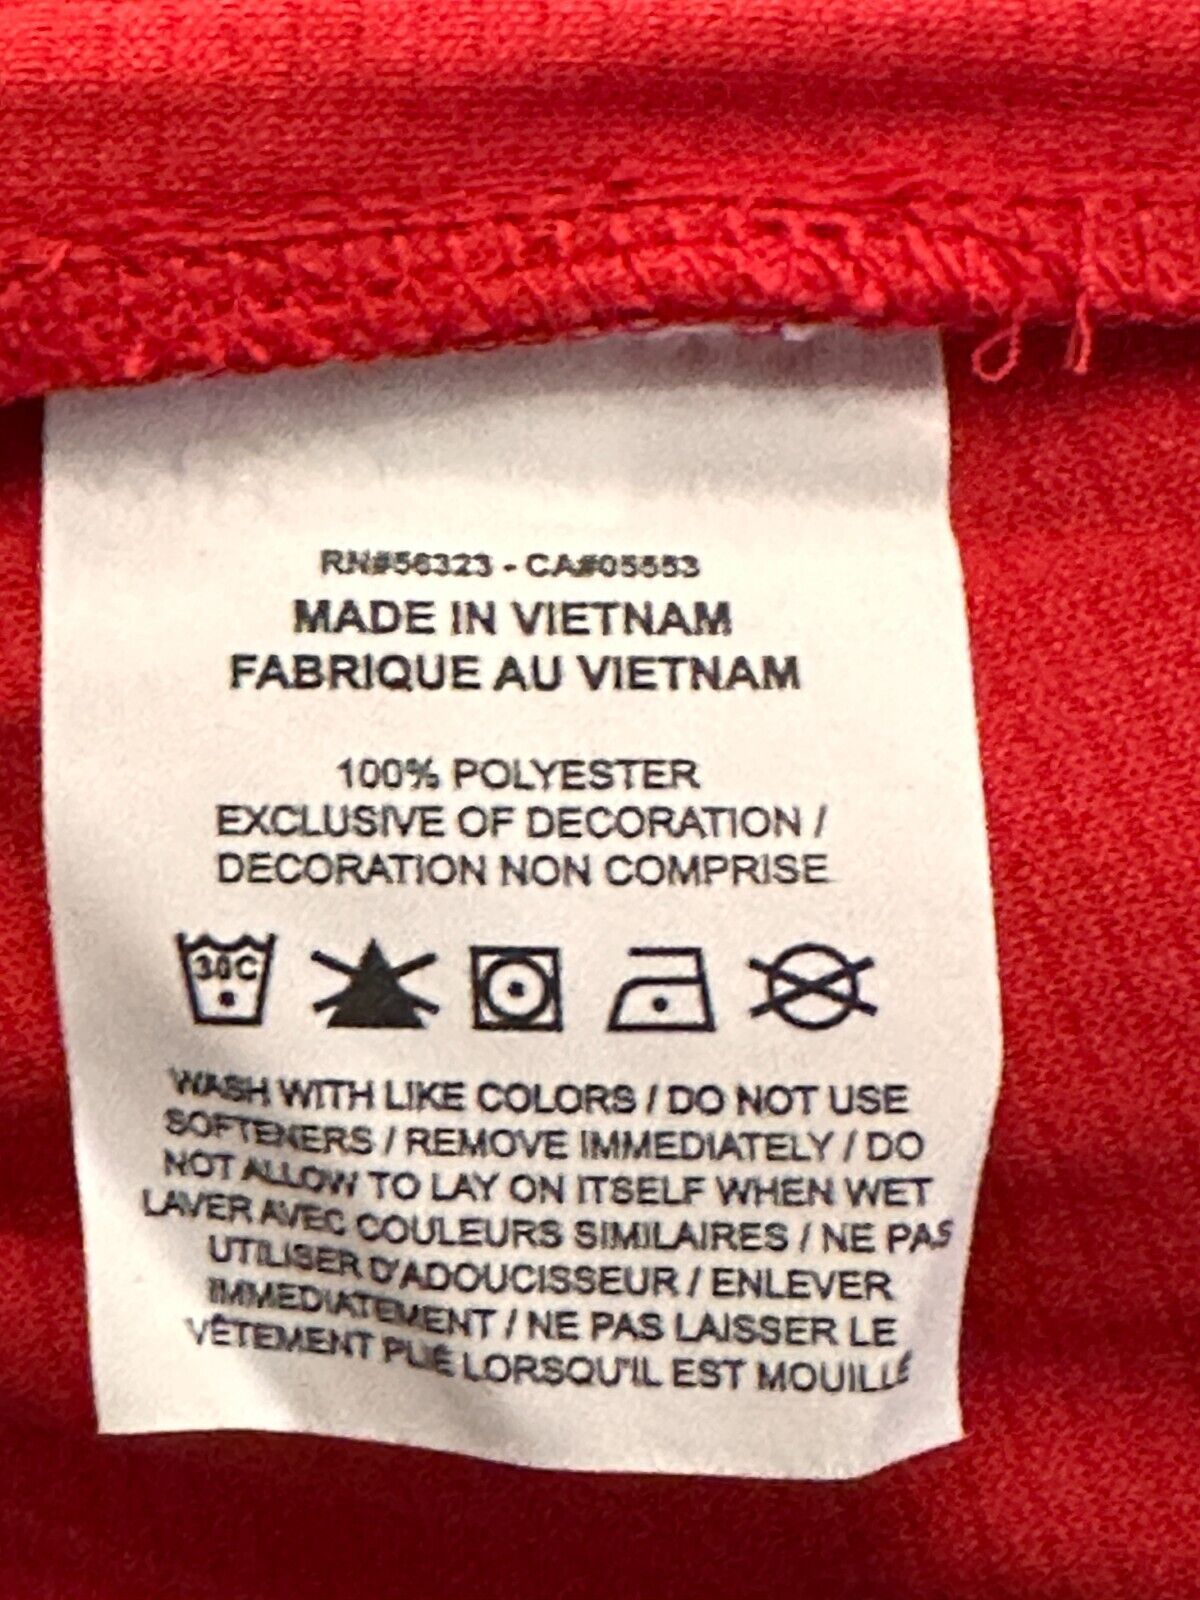 RN#56323 - CA#05553
MADE IN VIETNAM
FABRIQUE AU VIETNAM
100% POLYESTER
EXCLUSIVE OF DECORATION /
DECORATION NON COMPRISE
30C
WASH WITH LIKE COLORS / DO NOT USE
SOFTENERS / REMOVE IMMEDIATELY / DO
NOT ALLOW TO LAY ON ITSELF WHEN WET
LAVER AVEC COULEURS SIMILAIRES / NE PAS
UTILISER D'ADOUCISSEUR / ENLEVER
IMMEDIATEMENT / NE PAS LAISSER LE
VÊTEMENT PLIÉ LORSQU'IL EST MOUILLÉ